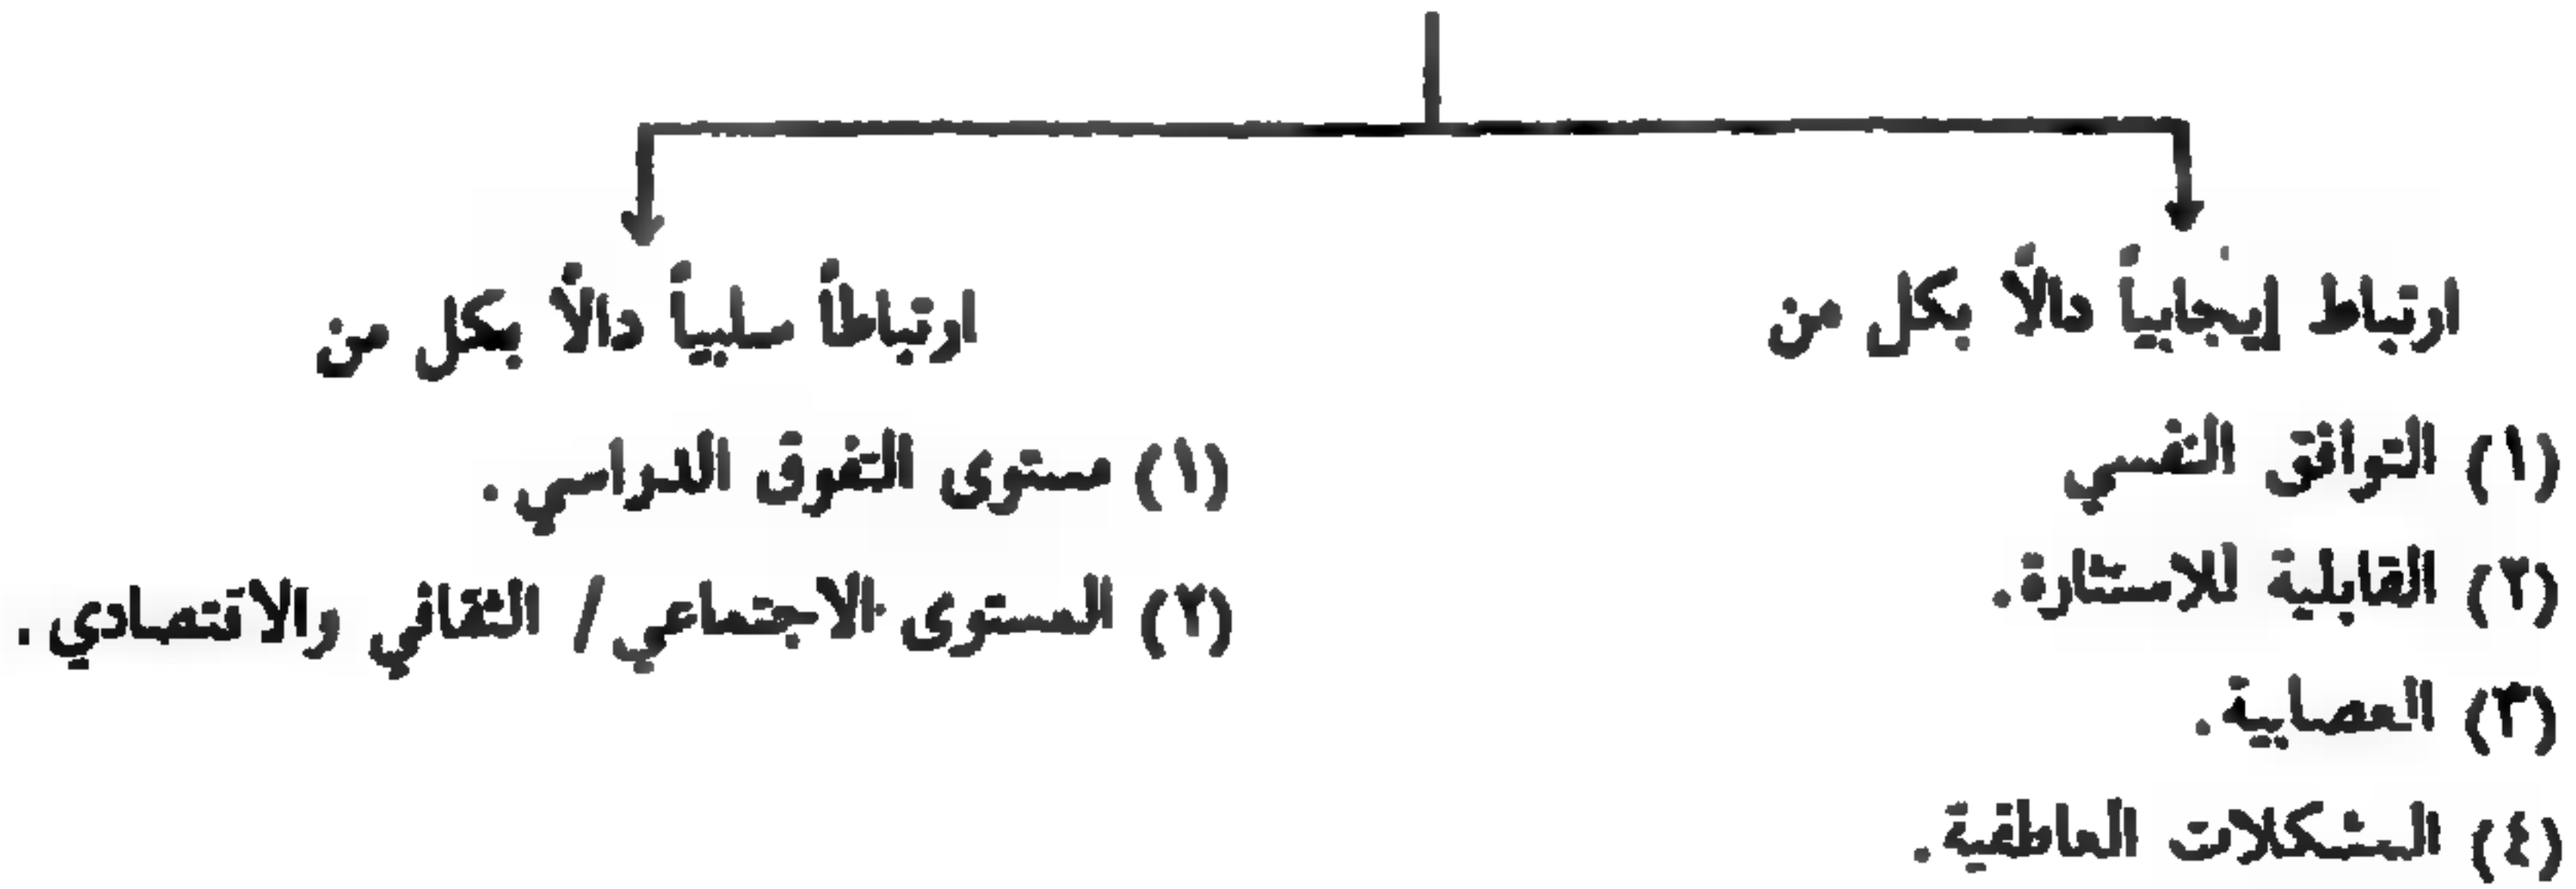 ارتباط إيجابياً دالاً بكل من
(١) التوافق النفسي
(٢) القابلية للاستثارة.
(٣) العصابية.
(٤) المشكلات العاطفية.
ارتباطاً سلبياً دالاً بكل من
(١) مستوى التفوق الدراسي.
(٢) المستوى الاجتماعي / الثقافي والاقتصادي.